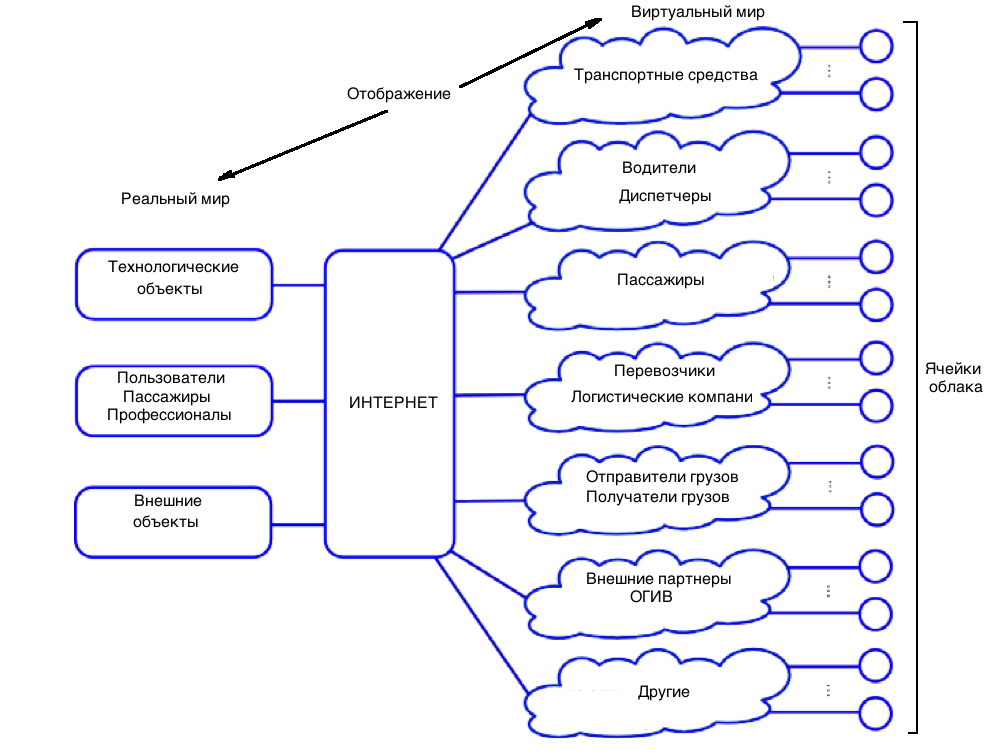 Виртуальный мир
Отображение
Реальный мир
Технологические
объекты
Пользователи
Пассажиры
Профессионалы
Внешние
объекты
ИНТЕРНЕТ
Транспортные средства
Водители
Диспетчеры
Пассажиры
Перевозчики
Логистические компани
Отправители грузов
Получатели грузов
Внешние партнеры
ОГИВ
Другие
Ячейки
облака